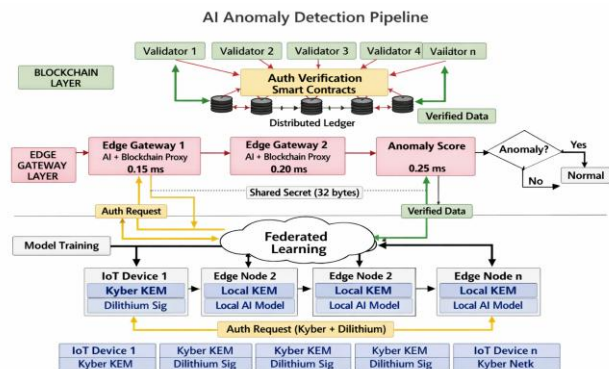 AI Anomaly Detection Pipeline
Validator 1
Validator 2
Validator 3
Validator 4
Vaildator n
BLOCKCHAIN
LAYER
Auth Verification
Smart Contracts
Distributed Ledger
Verified Data
EDGE
GATEWAY
LAYER
Edge Gateway 1
AI + Blockchain Proxy
0.15 ms
Edge Gateway 2
AI + Blockchain Proxy
0.20 ms
Anomaly Score
0.25 ms
Anomaly?
Yes
No
Normal
Shared Secret (32 bytes)
Auth Request
Verified Data
Model Training
Federated
Learning
IoT Device 1
Kyber KEM
Dilithium Sig
Edge Node 2
Local KEM
Local AI Model
Edge Node 2
Local KEM
Local AI Model
Edge Node n
Local KEM
Local AI Model
Auth Request (Kyber + Dilithium)
IoT Device 1
Kyber KEM
Kyber KEM
Dilithium Sig
Kyber KEM
Dilithium Sig
Kyber KEM
Dilithium Sig
IoT Device n
Kyber Netk